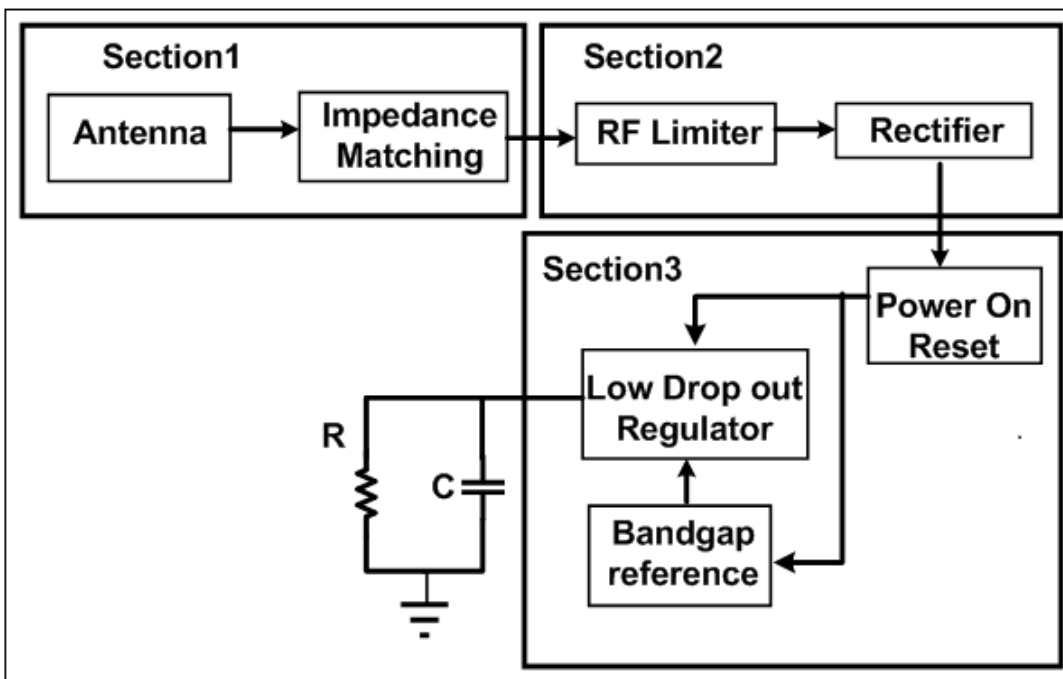 Section1
Antenna
Impedance
Matching
Section2
RF Limiter
Rectifier
Section3
Power On
Reset
Low Drop out
Regulator
R
C
Bandgap
reference